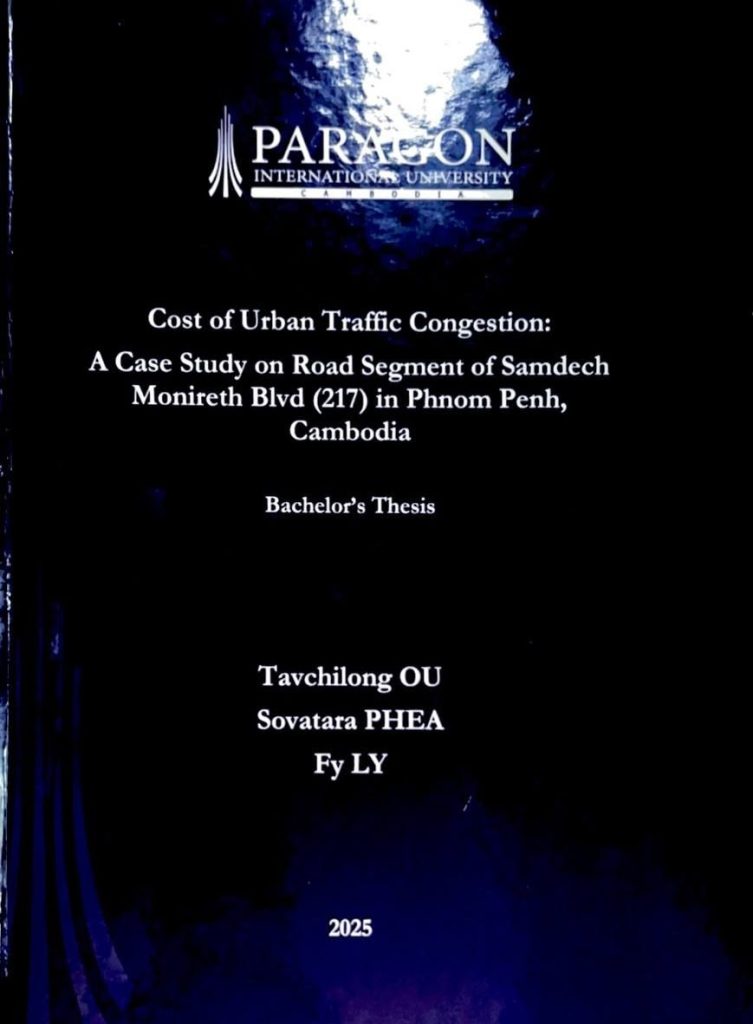 PARAGON
INTERNATIONAL UNIVERSITY
CAMBODIA
Cost of Urban Traffic Congestion:
A Case Study on Road Segment of Samdech
Monireth Blvd (217) in Phnom Penh,
Cambodia
Bachelor's Thesis
Tavchilong OU
Sovatara PHEA
Fy LY
2025